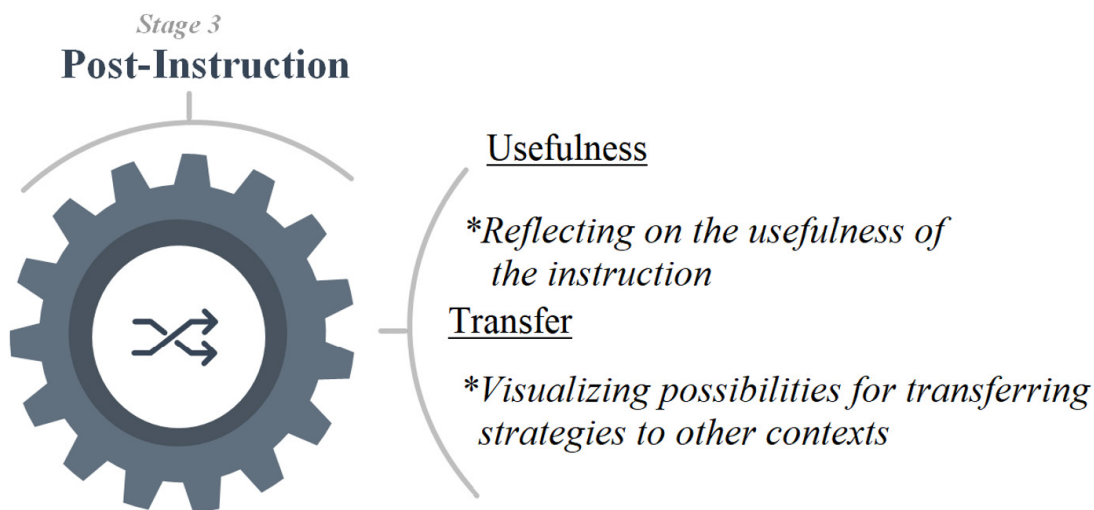 Stage 3
Post-Instruction
Usefulness
*Reflecting on the usefulness of
the instruction
Transfer
*Visualizing possibilities for transferring
strategies to other contexts